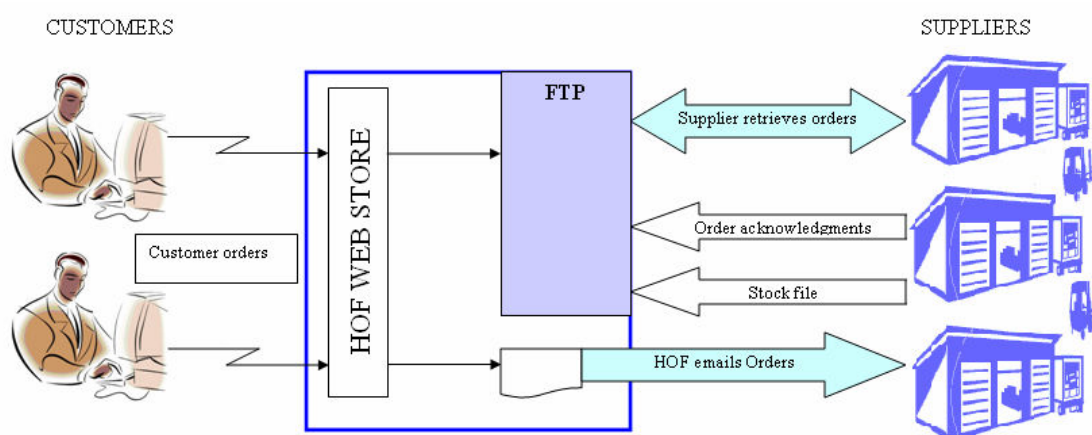 CUSTOMERS
SUPPLIERS
FTP
Supplier retrieves orders
HOF WEB STORE
Order acknowledgments
Customer orders
Stock file
HOF emails Orders